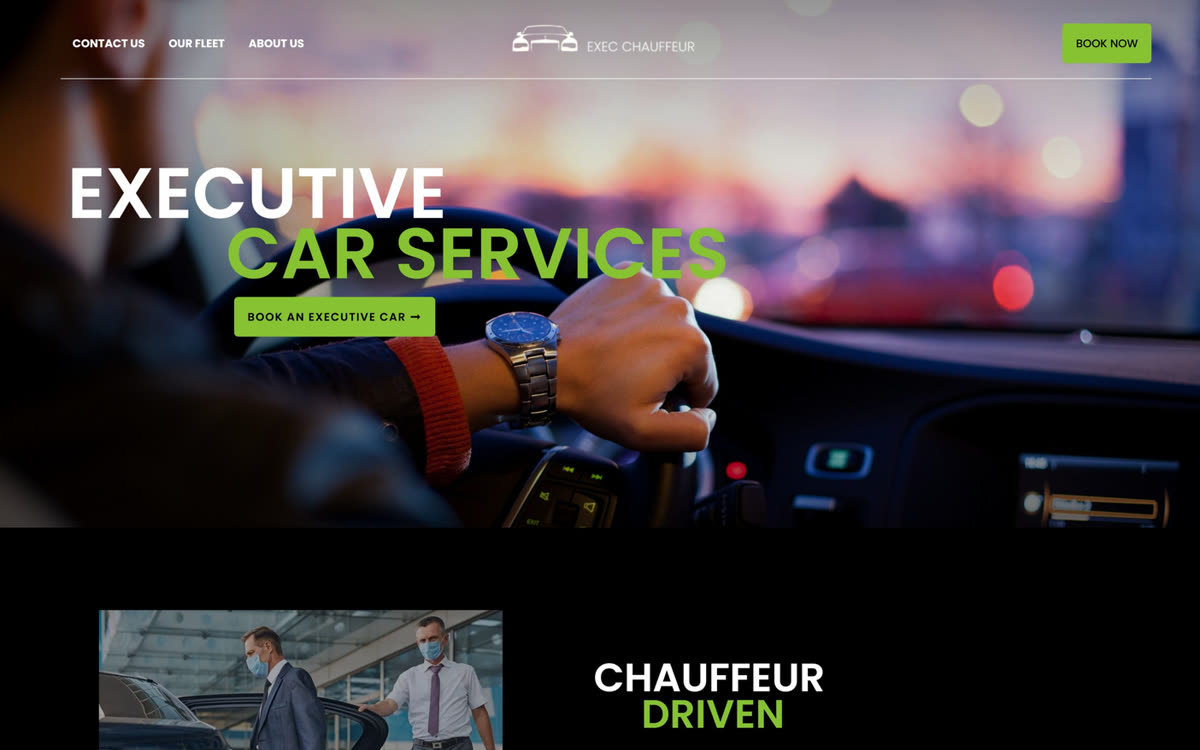 CONTACT US OUR FLEET ABOUT US EXEC CHAUFFEUR BOOK NOW
EXECUTIVE
CAR SERVICES
BOOK AN EXECUTIVE CAR →
EXIT
CHAUFFEUR
DRIVEN